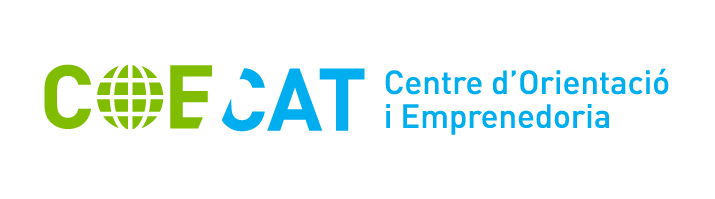 COECAT
Centre d'Orientació
i Emprenedoria